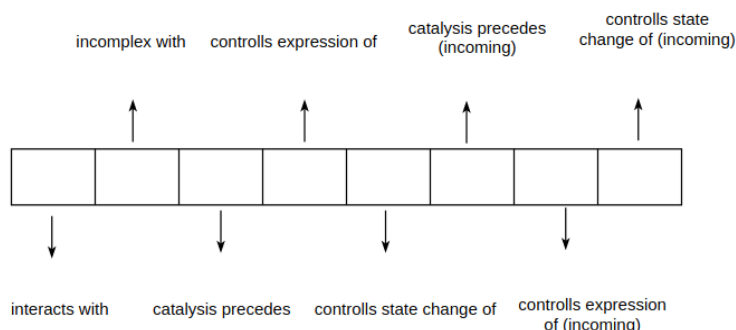 incomplex with
controlls expression of
catalysis precedes
(incoming)
controlls state
change of (incoming)
interacts with
catalysis precedes
controlls state change of
controlls expression
of (incoming)